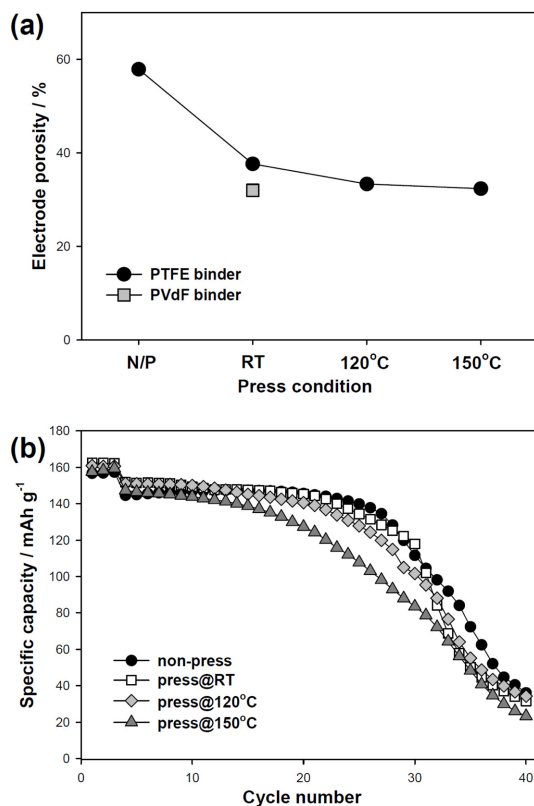 (a)
Electrode porosity / %
60
40
20
0
PTFE binder
PVdF binder
N/P RT 120°C 150°C
Press condition
(b)
Specific capacity / mAh g⁻¹
180
160
140
120
100
80
60
40
20
0
non-press
press@RT
press@120°C
press@150°C
0 10 20 30 40
Cycle number